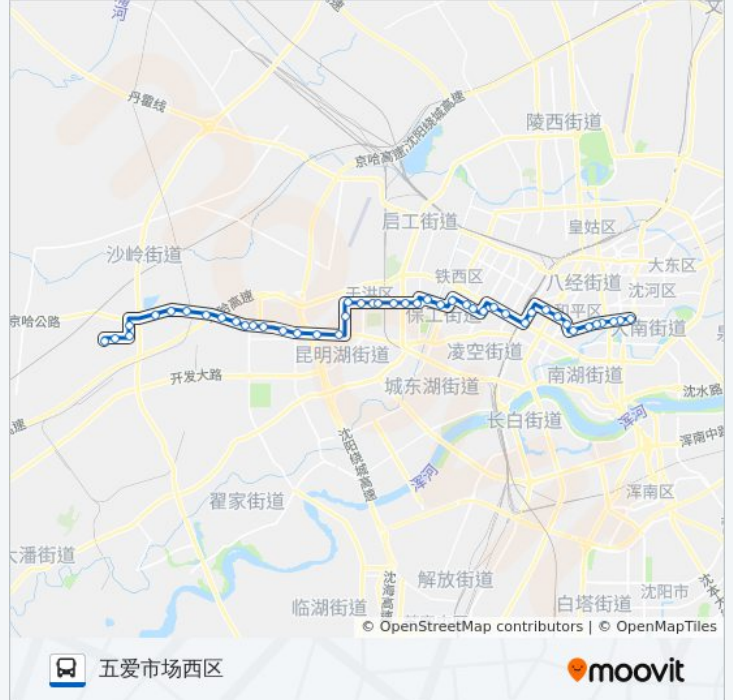 丹霍线
沈阳绕城高速
京哈高速;
陵西街道
启工街道
皇姑区
沙岭街道
大东区
铁西区
八经街道
沈河区
于洪区
哈高速
和平区
京哈公路
保工街道
大南街道
昆明湖街道
凌空街道
开发大路
南湖街道
城东湖街道
沈水路
长白街道
浑河
浑南中路
沈阳绕城高速
浑河
浑南区
翟家街道
大潘街道
沈海高速
解放街道
沈阳市
临湖街道
白塔街道
© OpenStreetMap contributors | © OpenMapTiles
五爱市场西区
moovit